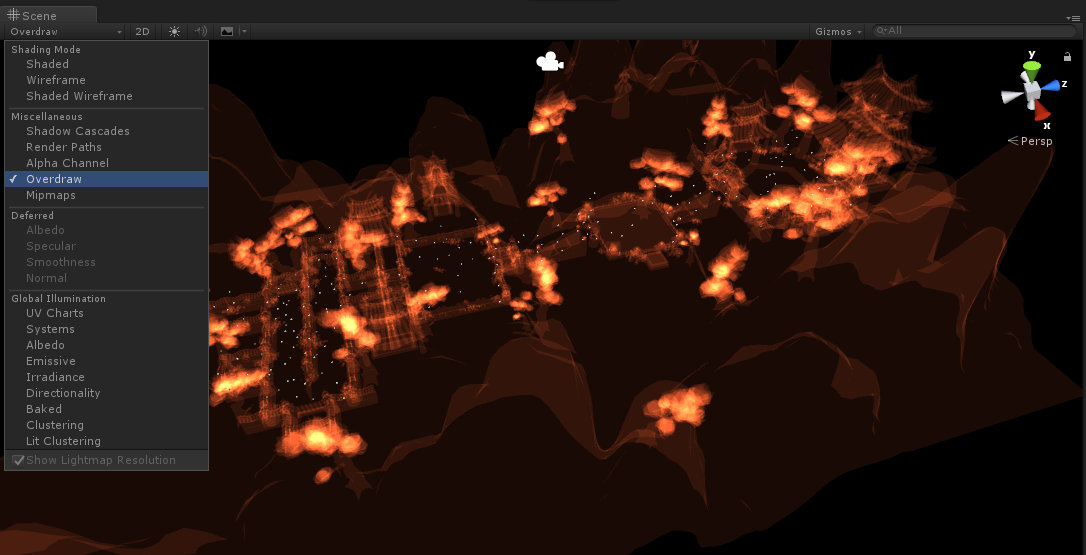 Scene
Overdraw
2D
Gizmos
All
Shading Mode
Shaded
Wireframe
Shaded Wireframe
Miscellaneous
Shadow Cascades
Render Paths
Alpha Channel
Overdraw
Mipmaps
Deferred
Albedo
Specular
Smoothness
Normal
Global Illumination
UV Charts
Systems
Albedo
Emissive
Irradiance
Directionality
Baked
Clustering
Lit Clustering
Show Lightmap Resolution
y
z
x
Persp